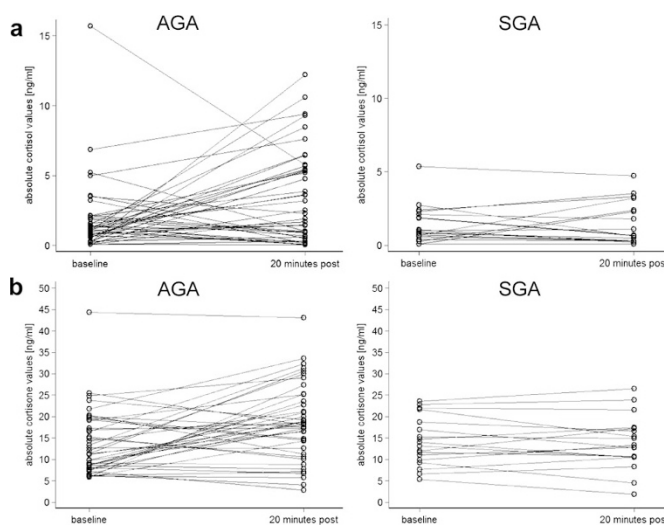 a
AGA
SGA
absolute cortisol values [ng/ml]
15
10
5
0
baseline
20 minutes post
absolute cortisol values [ng/ml]
15
10
5
0
baseline
20 minutes post
b
AGA
SGA
absolute cortisone values [ng/ml]
50
45
40
35
30
25
20
15
10
5
0
baseline
20 minutes post
absolute cortisone values [ng/ml]
50
45
40
35
30
25
20
15
10
5
0
baseline
20 minutes post